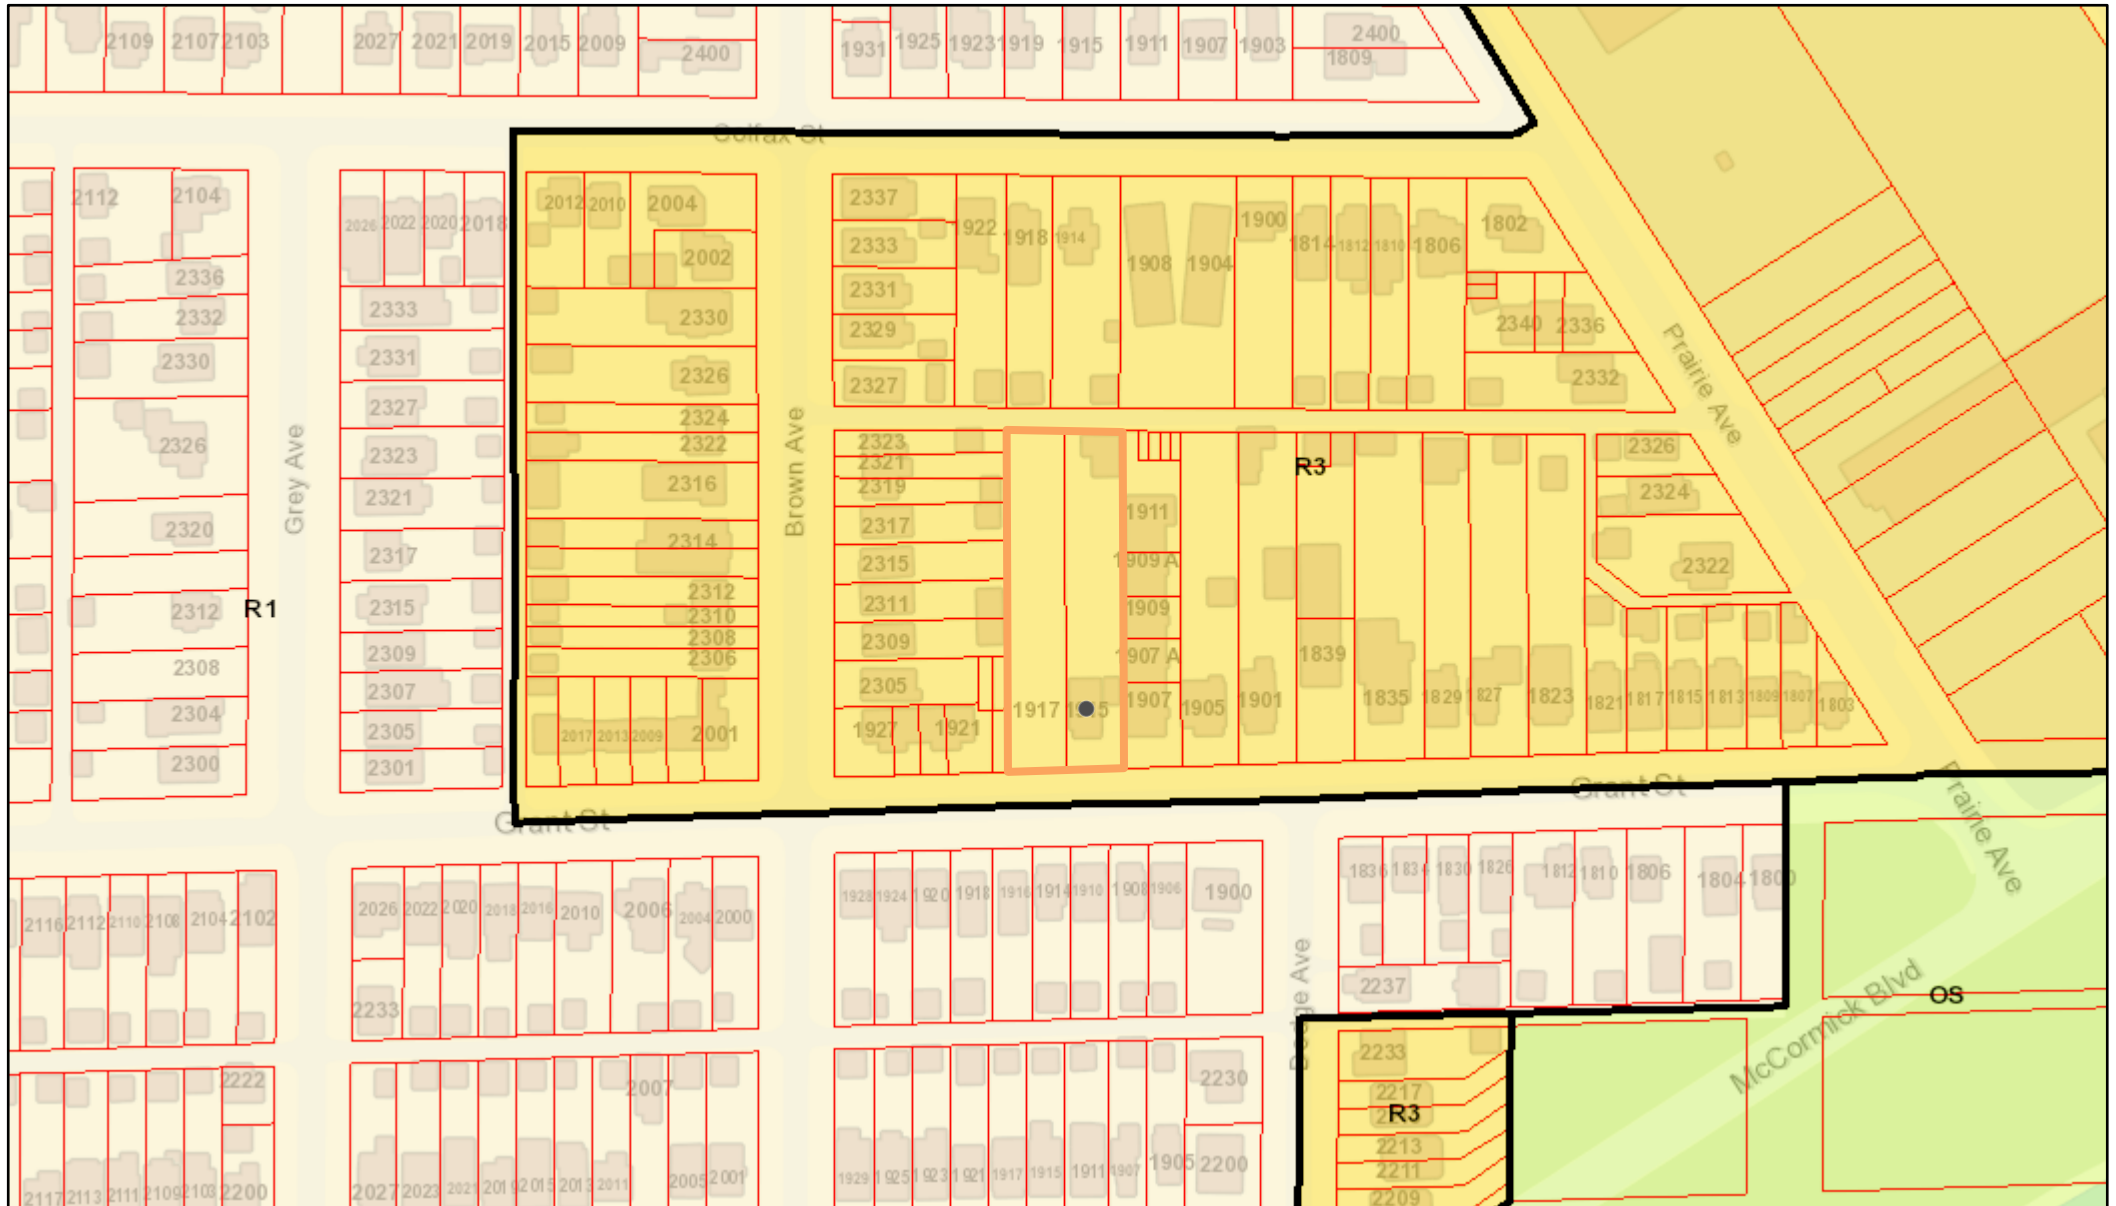 2109 2107 2103 2027 2021 2019 2015 2009 2400 1931 1925 1923 1919 1915 1911 1907 1903 2400
1809
Colfax St
2112 2104 2026 2022 2020 2018 2012 2010 2004 2337 1922 1918 1914 1908 1904 1900 1814 1812 1810 1806 1802
2336 2333 2002 2333
2332 2331 2330 2331 2340 2336
2330 2327 2326 2329 2332
2326 2323 2324 2327
2320 2321 2322 2323 R3 2326
2312 2317 2316 2321 2324
R1 2315 2314 2319 1911 2322
2308 2309 2312 2317 1909 A
2304 2307 2310 2315 1909
2300 2305 2308 2311 1907 A 1839
2301 2306 2309 1907
Grey Ave
Brown Ave
Prairie Ave
2305 1917 1905 1901 1835 1829 1823 1821 1817 1815 1813 1809 1807 1803
2017 2013 2009 2001 1927 1921
Grant St
Grant St
Prairie Ave
2116 2112 2110 2108 2104 2102 2026 2022 2020 2018 2016 2010 2006 2004 2000 1928 1924 1920 1918 1916 1914 1910 1908 1906 1900 1836 1834 1830 1826 1812 1810 1806 1804 1800
2233 2237
McCormick Blvd
OS
2222 2007 2230 2233
2217
R3
2213
2211
2117 2113 2111 2109 2103 2200 2027 2023 2021 2019 2015 2013 2011 2005 2001 1929 1925 1923 1921 1917 1915 1911 1907 1905 2200 2209